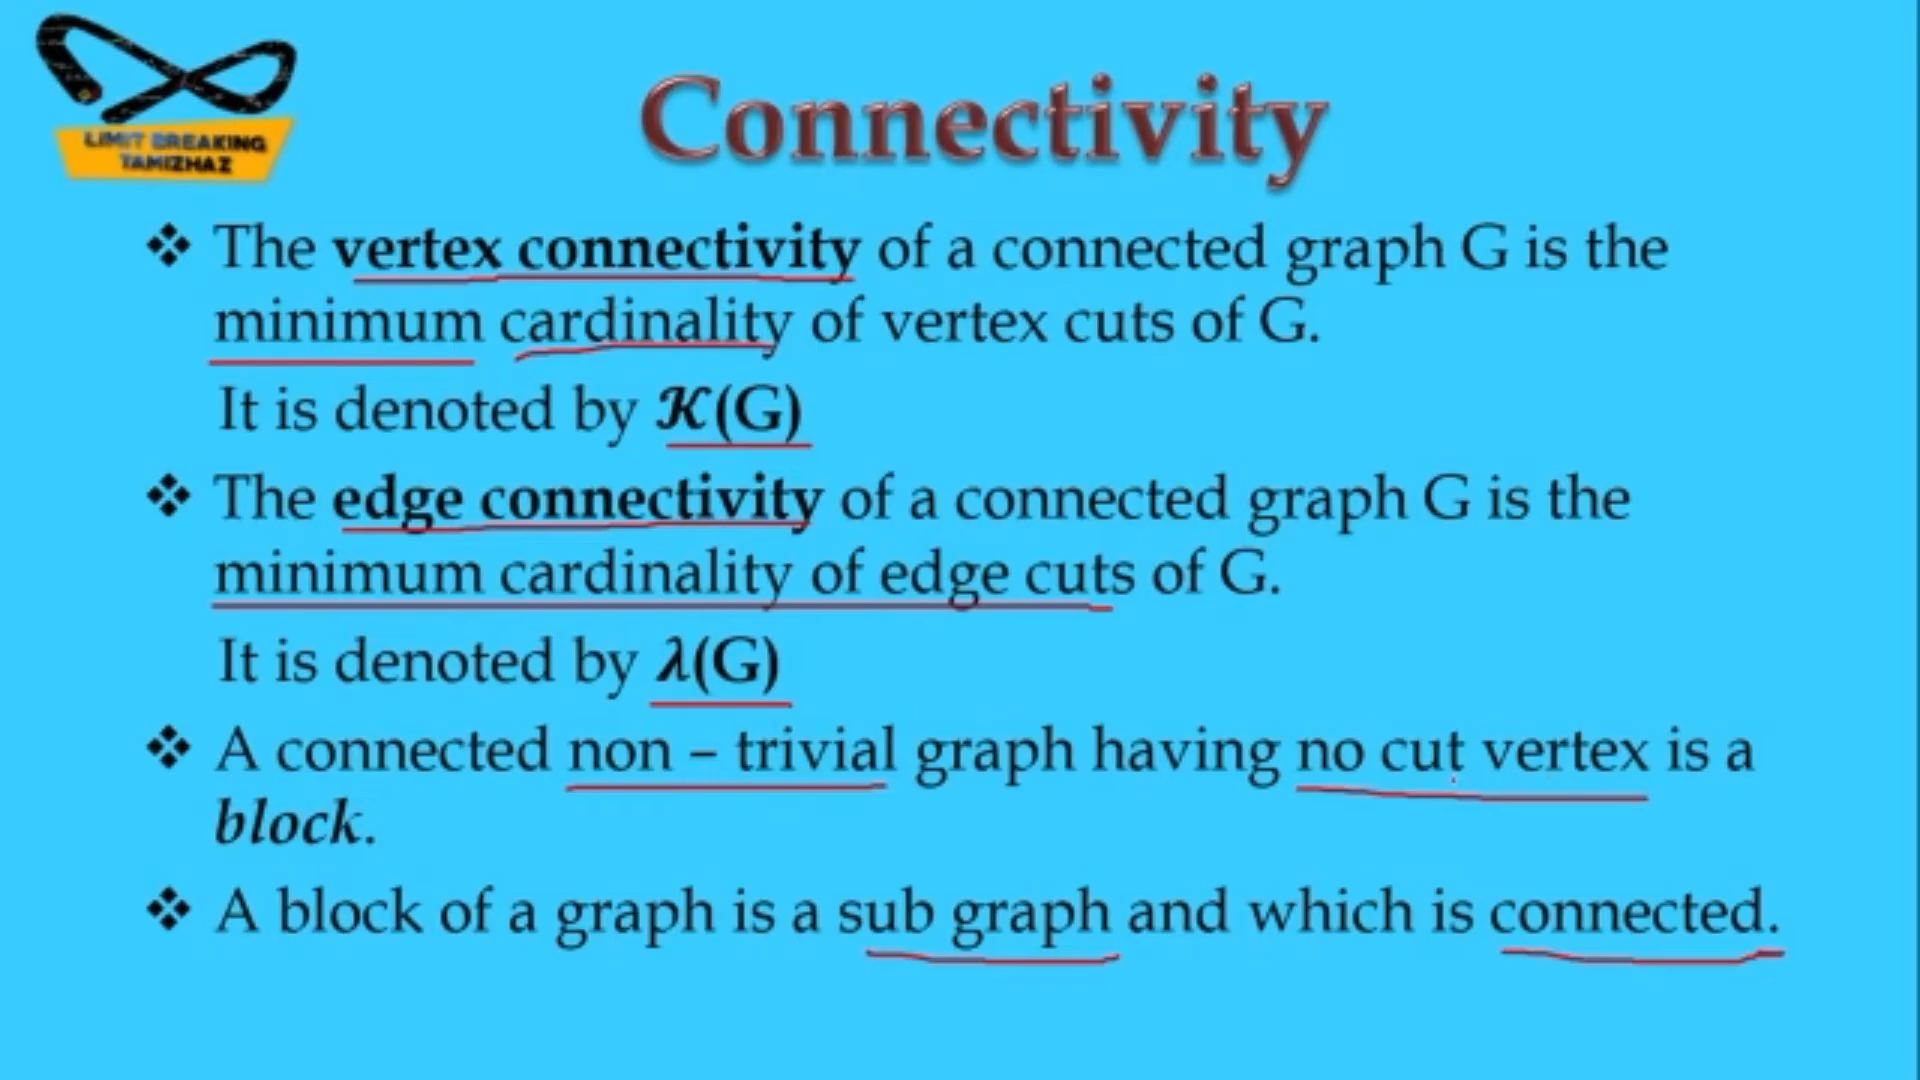 LIMIT BREAKING
TAMIZHAZ
Connectivity
❖ The vertex connectivity of a connected graph G is the
minimum cardinality of vertex cuts of G.
It is denoted by 𝒦(G)
❖ The edge connectivity of a connected graph G is the
minimum cardinality of edge cuts of G.
It is denoted by λ(G)
❖ A connected non – trivial graph having no cut vertex is a
block.
❖ A block of a graph is a sub graph and which is connected.